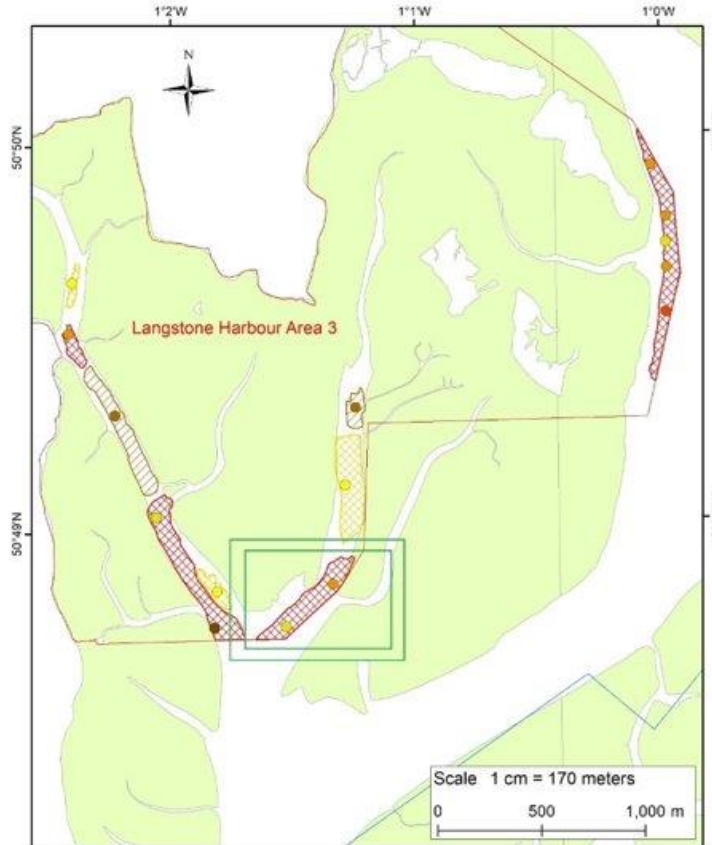 1°2'W 1°1'W 1°0'W
N
50°50'N
Langstone Harbour Area 3
50°49'N
Scale 1 cm = 170 meters
0 500 1,000 m